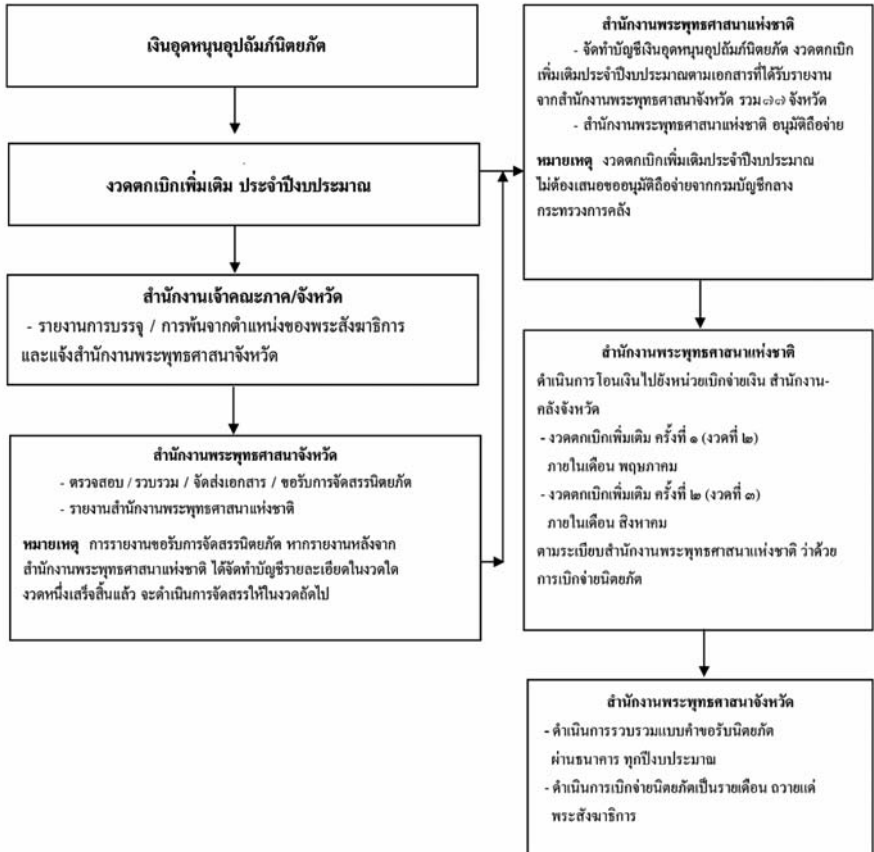 เงินอุดหนุนอุปถัมภ์นิตยภัต
งวดตกเบิกเพิ่มเติม ประจำปีงบประมาณ
สำนักงานเจ้าคณะภาค/จังหวัด
- รายงานการบรรจุ / การพ้นจากตำแหน่งของพระสังฆาธิการ
และแจ้งสำนักงานพระพุทธศาสนาจังหวัด
สำนักงานพระพุทธศาสนาจังหวัด
- ตรวจสอบ / รวบรวม / จัดส่งเอกสาร / ขอรับการจัดสรรนิตยภัต
- รายงานสำนักงานพระพุทธศาสนาแห่งชาติ
หมายเหตุ การรายงานขอรับการจัดสรรนิตยภัต หากรายงานหลังจาก
สำนักงานพระพุทธศาสนาแห่งชาติ ได้จัดทำบัญชีรายละเอียดในงวดใด
งวดหนึ่งเสร็จสิ้นแล้ว จะดำเนินการจัดสรรให้ในงวดถัดไป
สำนักงานพระพุทธศาสนาแห่งชาติ
- จัดทำบัญชีเงินอุดหนุนอุปถัมภ์นิตยภัต งวดตกเบิก
เพิ่มเติมประจำปีงบประมาณตามเอกสารที่ได้รับรายงาน
จากสำนักงานพระพุทธศาสนาจังหวัด รวม ๗๗ จังหวัด
- สำนักงานพระพุทธศาสนาแห่งชาติ อนุมัติถือจ่าย
หมายเหตุ งวดตกเบิกเพิ่มเติมประจำปีงบประมาณ
ไม่ต้องเสนอขออนุมัติถือจ่ายจากกรมบัญชีกลาง
กระทรวงการคลัง
สำนักงานพระพุทธศาสนาแห่งชาติ
ดำเนินการโอนเงินไปยังหน่วยเบิกจ่ายเงิน สำนักงาน-
คลังจังหวัด
- งวดตกเบิกเพิ่มเติม ครั้งที่ ๑ (งวดที่ ๒)
ภายในเดือน พฤษภาคม
- งวดตกเบิกเพิ่มเติม ครั้งที่ ๒ (งวดที่ ๓)
ภายในเดือน สิงหาคม
ตามระเบียบสำนักงานพระพุทธศาสนาแห่งชาติ ว่าด้วย
การเบิกจ่ายนิตยภัต
สำนักงานพระพุทธศาสนาจังหวัด
- ดำเนินการรวบรวมแบบคำขอรับนิตยภัต
ผ่านธนาคาร ทุกปีงบประมาณ
- ดำเนินการเบิกจ่ายนิตยภัตเป็นรายเดือน ถวายแด่
พระสังฆาธิการ